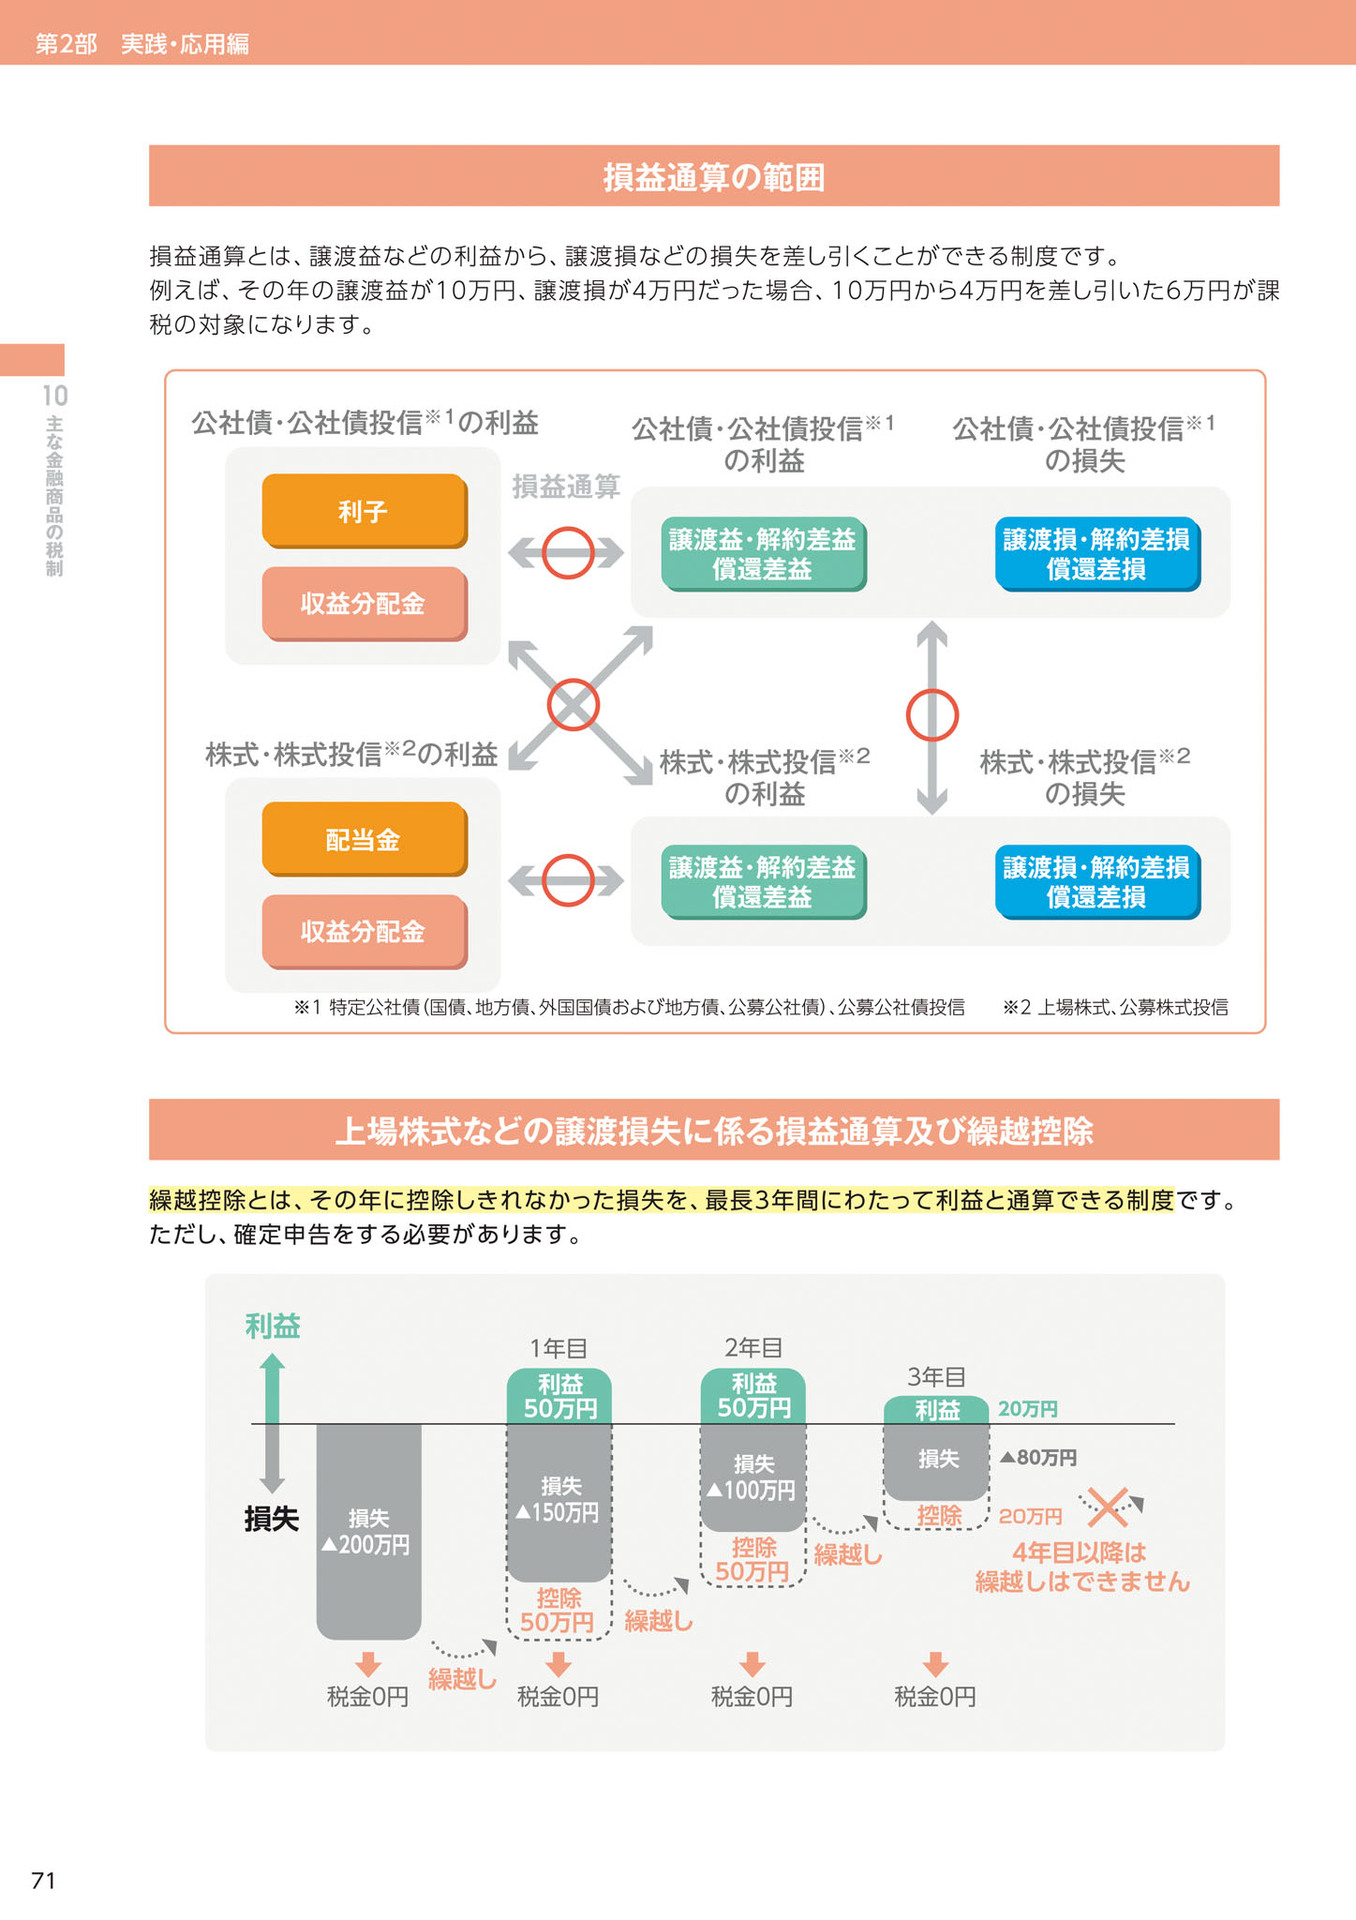 第2部　実践・応用編
損益通算の範囲
損益通算とは、譲渡益などの利益から、譲渡損などの損失を差し引くことができる制度です。
例えば、その年の譲渡益が10万円、譲渡損が4万円だった場合、10万円から4万円を差し引いた6万円が課
税の対象になります。
10
主な金融商品の税制
公社債・公社債投信※1の利益
利子
収益分配金
損益通算
公社債・公社債投信※1
の利益
譲渡益・解約差益
償還差益
公社債・公社債投信※1
の損失
譲渡損・解約差損
償還差損
株式・株式投信※2の利益
配当金
収益分配金
株式・株式投信※2
の利益
譲渡益・解約差益
償還差益
株式・株式投信※2
の損失
譲渡損・解約差損
償還差損
※1 特定公社債（国債、地方債、外国国債および地方債、公募公社債）、公募公社債投信　※2 上場株式、公募株式投信
上場株式などの譲渡損失に係る損益通算及び繰越控除
繰越控除とは、その年に控除しきれなかった損失を、最長3年間にわたって利益と通算できる制度です。
ただし、確定申告をする必要があります。
利益
損失
損失
▲200万円
税金0円
繰越し
1年目
利益
50万円
損失
▲150万円
控除
50万円
税金0円
繰越し
2年目
利益
50万円
損失
▲100万円
控除
50万円
税金0円
繰越し
3年目
利益
20万円
損失
▲80万円
控除
20万円
税金0円
4年目以降は
繰越しはできません
71